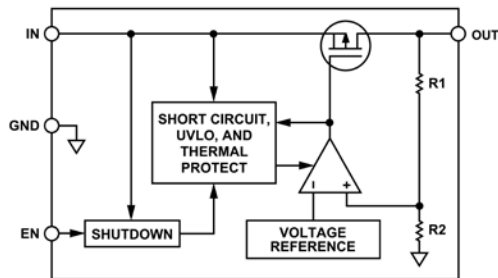 IN
OUT
R1
GND
SHORT CIRCUIT,
UVLO, AND
THERMAL
PROTECT
– +
EN
SHUTDOWN
VOLTAGE
REFERENCE
R2